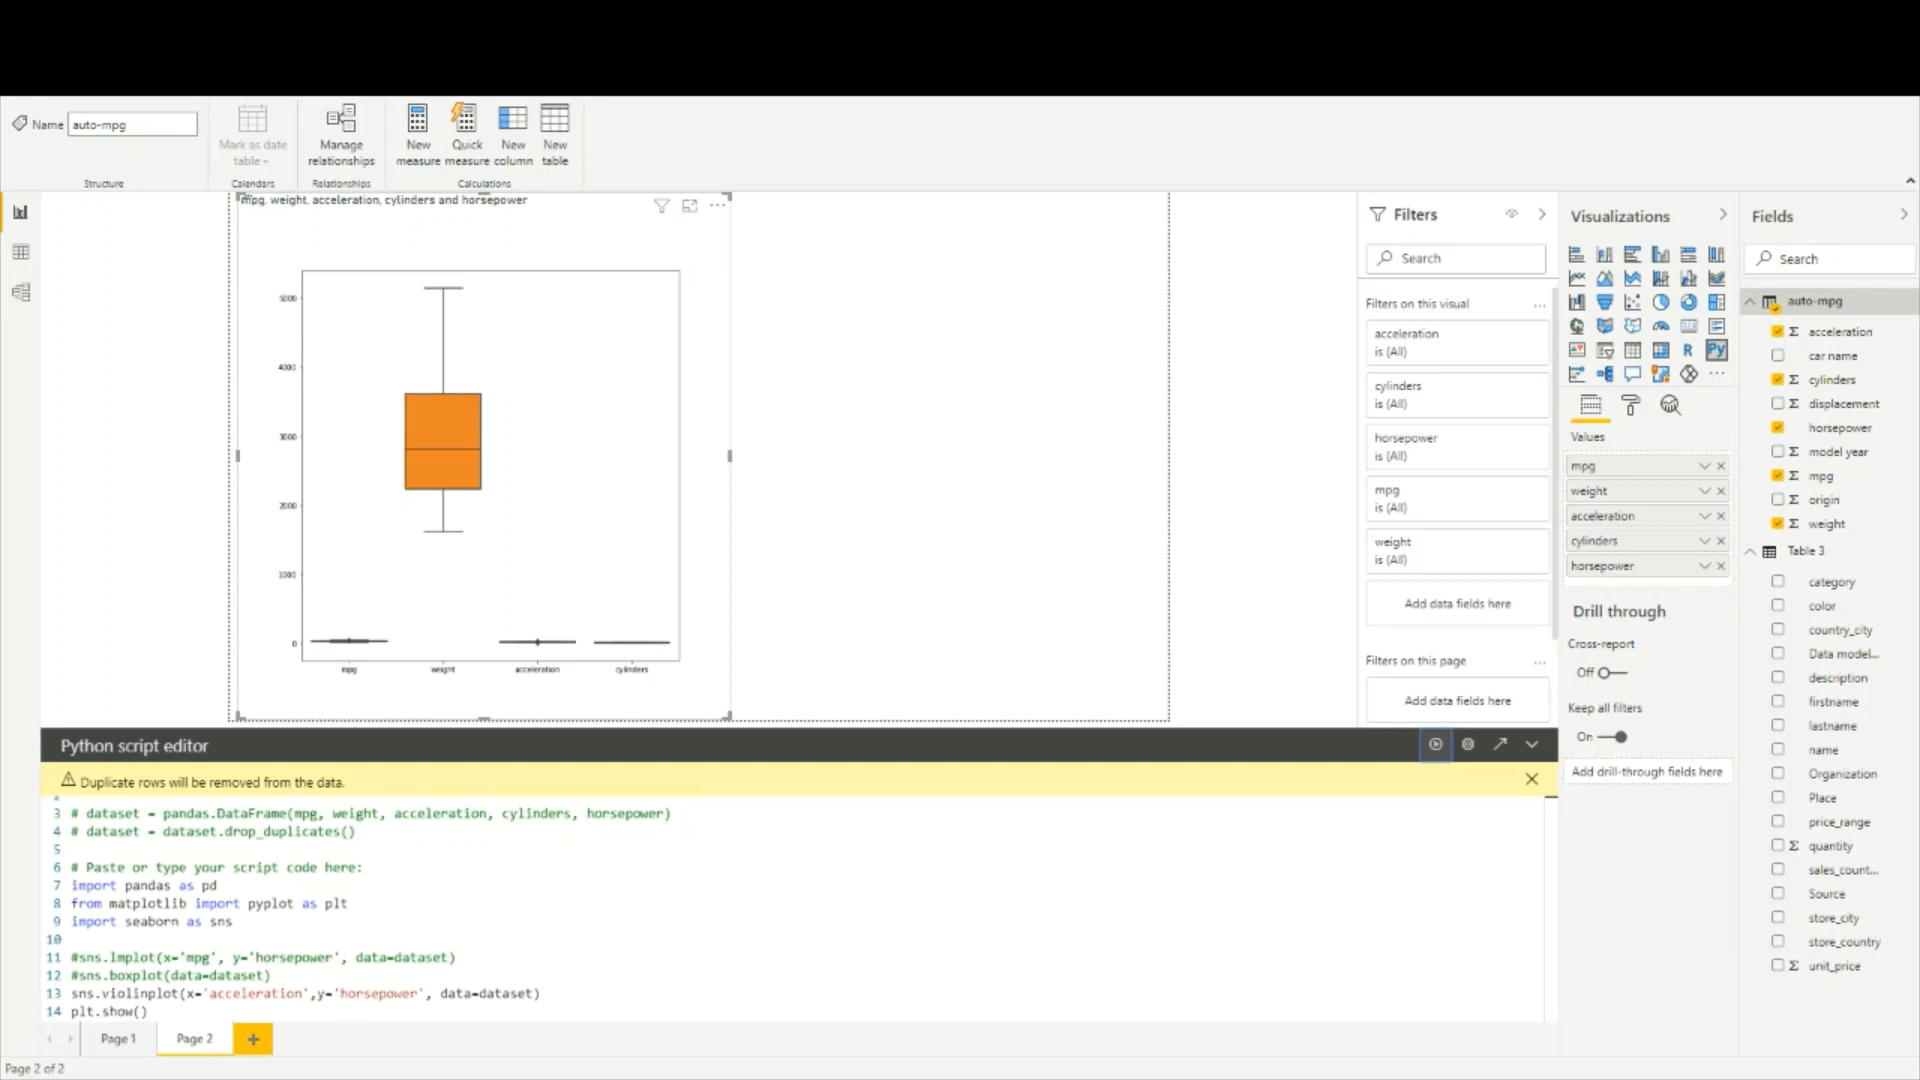 Name auto-mpg
Mark as date
table
Manage
relationships
New
measure
Quick
measure
New
column
New
table
Structure
Calendars
Relationships
Calculations
mpg, weight, acceleration, cylinders and horsepower
5000
4000
3000
2000
1000
0
mpg weight acceleration cylinders
Filters
Search
Filters on this visual ...
acceleration
is (All)
cylinders
is (All)
horsepower
is (All)
mpg
is (All)
weight
is (All)
Add data fields here
Filters on this page ...
Add data fields here
Visualizations
R Py
...
Values
mpg
weight
acceleration
cylinders
horsepower
Drill through
Cross-report
Off
Keep all filters
On
Add drill-through fields here
Fields
Search
auto-mpg
Σ acceleration
car name
Σ cylinders
Σ displacement
horsepower
Σ model year
Σ mpg
Σ origin
Σ weight
Table 3
category
color
country_city
Data model...
description
firstname
lastname
name
Organization
Place
price_range
Σ quantity
sales_count...
Source
store_city
store_country
Σ unit_price
Python script editor
Duplicate rows will be removed from the data.
3 # dataset = pandas.DataFrame(mpg, weight, acceleration, cylinders, horsepower)
4 # dataset = dataset.drop_duplicates()
5
6 # Paste or type your script code here:
7 import pandas as pd
8 from matplotlib import pyplot as plt
9 import seaborn as sns
10
11 #sns.lmplot(x='mpg', y='horsepower', data=dataset)
12 #sns.boxplot(data=dataset)
13 sns.violinplot(x='acceleration',y='horsepower', data=dataset)
14 plt.show()
Page 1
Page 2
+
Page 2 of 2